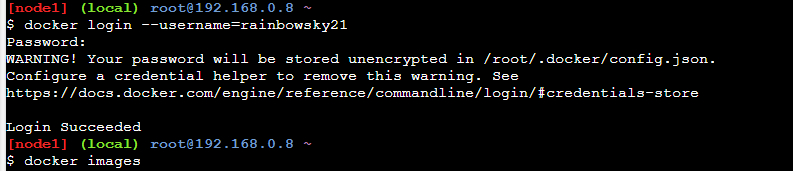 [node1] (local) root@192.168.0.8 ~
$ docker login --username=rainbowsky21
Password:
WARNING! Your password will be stored unencrypted in /root/.docker/config.json.
Configure a credential helper to remove this warning. See
https://docs.docker.com/engine/reference/commandline/login/#credentials-store

Login Succeeded
[node1] (local) root@192.168.0.8 ~
$ docker images